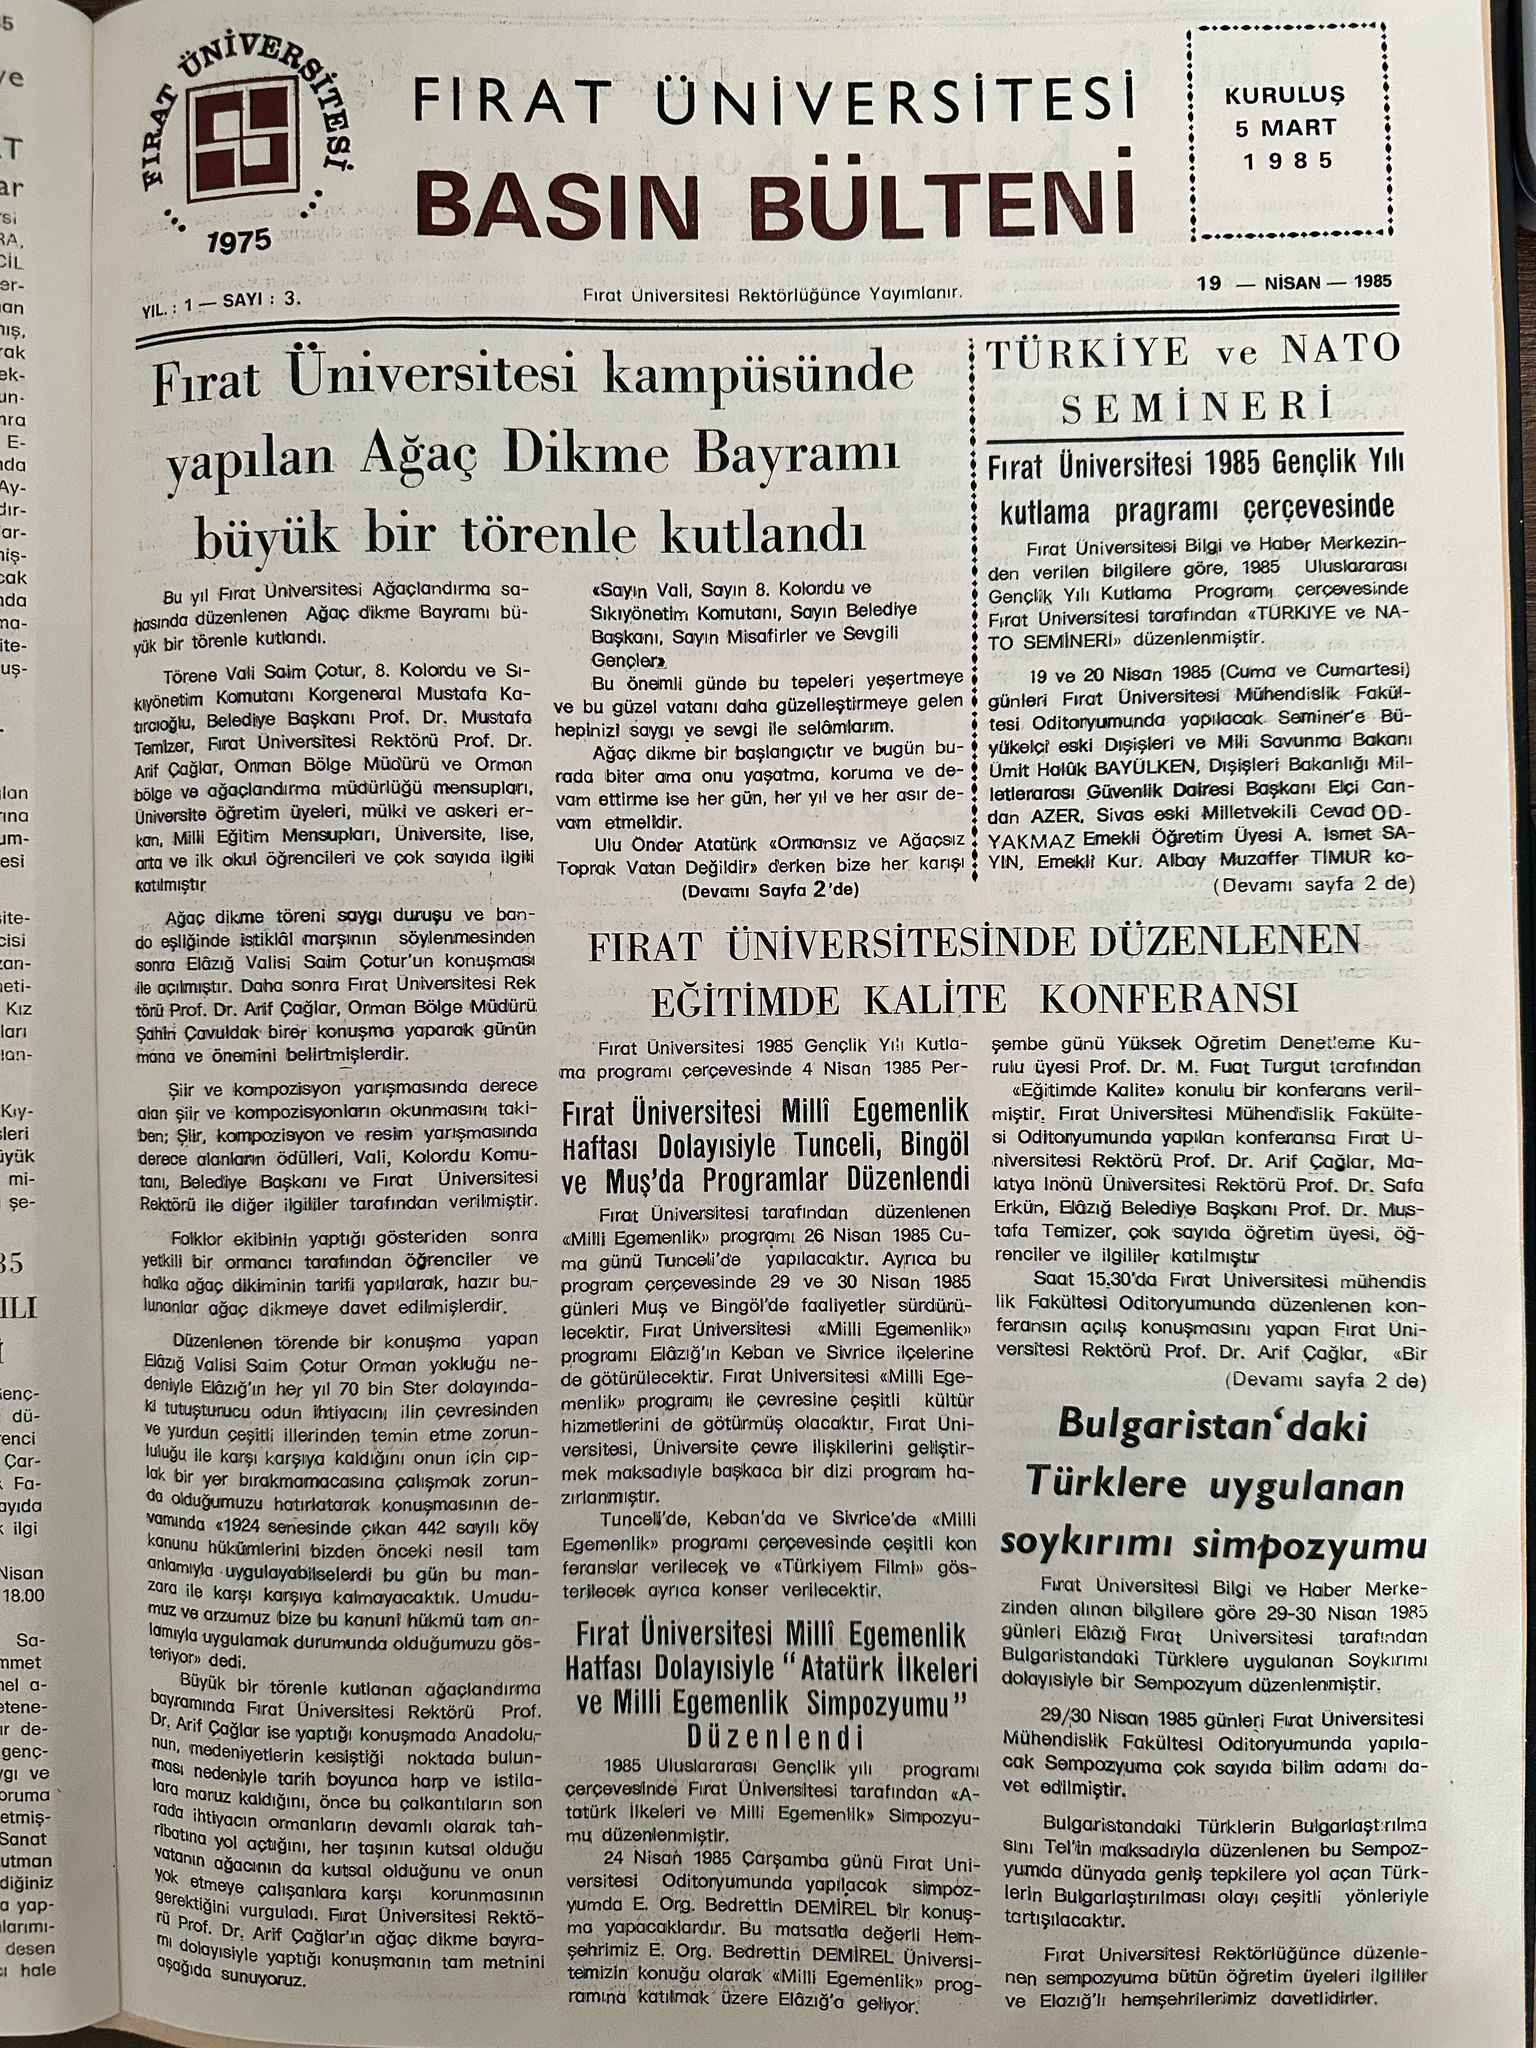 FIRAT ÜNİVERSİTESİ
1975
FIRAT ÜNİVERSİTESİ
BASIN BÜLTENİ
KURULUŞ
5 MART
1985
YIL : 1 — SAYI : 3.
Fırat Üniversitesi Rektörlüğünce Yayımlanır.
19 — NİSAN — 1985
Fırat Üniversitesi kampüsünde
yapılan Ağaç Dikme Bayramı
büyük bir törenle kutlandı
Bu yıl Fırat Üniversitesi Ağaçlandırma sa-
hasında düzenlenen Ağaç dikme Bayramı bü-
yük bir törenle kutlandı.
Törene Vali Saim Çotur, 8. Kolordu ve Sı-
kıyönetim Komutanı Korgeneral Mustafa Ka-
tırcıoğlu, Belediye Başkanı Prof. Dr. Mustafa
Temizer, Fırat Üniversitesi Rektörü Prof. Dr.
Arif Çağlar, Orman Bölge Müdürü ve Orman
bölge ve ağaçlandırma müdürlüğü mensupları,
Üniversite öğretim üyeleri, mülki ve askeri er-
kan, Milli Eğitim Mensupları, Üniversite, lise,
orta ve ilk okul öğrencileri ve çok sayıda ilgili
katılmıştır
Ağaç dikme töreni saygı duruşu ve ban-
do eşliğinde istiklâl marşının söylenmesinden
sonra Elâzığ Valisi Saim Çotur'un konuşması
ile açılmıştır. Daha sonra Fırat Üniversitesi Rek
törü Prof. Dr. Arif Çağlar, Orman Bölge Müdürü
Şahin Çavuldak birer konuşma yaparak günün
mana ve önemini belirtmişlerdir.
Şiir ve kompozisyon yarışmasında derece
alan şiir ve kompozisyonların okunmasını taki-
ben; Şiir, kompozisyon ve resim yarışmasında
derece alanların ödülleri, Vali, Kolordu Komu-
tanı, Belediye Başkanı ve Fırat Üniversitesi
Rektörü ile diğer ilgililer tarafından verilmiştir.
Folklor ekibinin yaptığı gösteriden sonra
yetkili bir ormancı tarafından öğrenciler ve
halka ağaç dikiminin tarifi yapılarak, hazır bu-
lunanlar ağaç dikmeye davet edilmişlerdir.
Düzenlenen törende bir konuşma yapan
Elâzığ Valisi Saim Çotur Orman yokluğu ne-
deniyle Elâzığ'ın her yıl 70 bin Ster dolayında-
ki tutuşturucu odun ihtiyacını ilin çevresinden
ve yurdun çeşitli illerinden temin etme zorun-
luluğu ile karşı karşıya kaldığını onun için çıp-
lak bir yer bırakmamacasına çalışmak zorun-
da olduğumuzu hatırlatarak konuşmasının de-
vamında «1924 senesinde çıkan 442 sayılı köy
kanunu hükümlerini bizden önceki nesil tam
anlamıyla uygulayabilselerdi bu gün bu man-
zara ile karşı karşıya kalmayacaktık. Umudu-
muz ve arzumuz bize bu kanuni hükmü tam an-
lamıyla uygulamak durumunda olduğumuzu gös-
teriyor» dedi.
Büyük bir törenle kutlanan ağaçlandırma
bayramında Fırat Üniversitesi Rektörü Prof.
Dr. Arif Çağlar ise yaptığı konuşmada Anadolu,
nun, medeniyetlerin kesiştiği noktada bulun-
ması nedeniyle tarih boyunca harp ve istila-
lara maruz kaldığını, önce bu çalkantıların son
rada ihtiyacın ormanların devamlı olarak tah-
ribatına yol açtığını, her taşının kutsal olduğu
vatanın ağacının da kutsal olduğunu ve onun
yok etmeye çalışanlara karşı korunmasının
gerektiğini vurguladı. Fırat Üniversitesi Rektö-
rü Prof. Dr. Arif Çağlar'ın ağaç dikme bayra-
mı dolayısiyle yaptığı konuşmanın tam metnini
aşağıda sunuyoruz.
«Sayın Vali, Sayın 8. Kolordu ve
Sıkıyönetim Komutanı, Sayın Belediye
Başkanı, Sayın Misafirler ve Sevgili
Gençler»
Bu önemli günde bu tepeleri yeşertmeye
ve bu güzel vatanı daha güzelleştirmeye gelen
hepinizi saygı ve sevgi ile selâmlarım.
Ağaç dikme bir başlangıçtır ve bugün bu-
rada biter ama onu yaşatma, koruma ve de-
vam ettirme ise her gün, her yıl ve her asır de-
vam etmelidir.
Ulu Önder Atatürk «Ormansız ve Ağaçsız
Toprak Vatan Değildir» derken bize her karışı
(Devamı Sayfa 2'de)
TÜRKİYE ve NATO
SEMİNERİ
Fırat Üniversitesi 1985 Gençlik Yılı
kutlama pragramı çerçevesinde
Fırat Üniversitesi Bilgi ve Haber Merkezin-
den verilen bilgilere göre, 1985 Uluslararası
Gençlik Yılı Kutlama Programı çerçevesinde
Fırat Üniversitesi tarafından «TÜRKIYE ve NA-
TO SEMİNERİ» düzenlenmiştir.
19 ve 20 Nisan 1985 (Cuma ve Cumartesi)
günleri Fırat Üniversitesi Mühendislik Fakül-
tesi Oditoryumunda yapılacak Seminer'e Bü-
yükelçi eski Dışişleri ve Mili Savunma Bakanı
Ümit Halûk BAYÜLKEN, Dışişleri Bakanlığı Mil-
letlerarası Güvenlik Dairesi Başkanı Elçi Can-
dan AZER, Sivas eski Milletvekili Cevad OD-
YAKMAZ Emekli Öğretim Üyesi A. İsmet SA-
YIN, Emekli Kur. Albay Muzaffer TİMUR ko-
(Devamı sayfa 2 de)
FIRAT ÜNİVERSİTESİNDE DÜZENLENEN
EĞİTİMDE KALİTE KONFERANSI
Fırat Üniversitesi 1985 Gençlik Yılı Kutla-
ma programı çerçevesinde 4 Nisan 1985 Per-
şembe günü Yüksek Öğretim Denetleme Ku-
rulu üyesi Prof. Dr. M. Fuat Turgut tarafından
«Eğitimde Kalite» konulu bir konferans veril-
miştir. Fırat Üniversitesi Mühendislik Fakülte-
si Oditoryumunda yapılan konferansa Fırat Ü-
niversitesi Rektörü Prof. Dr. Arif Çağlar, Ma-
latya İnönü Üniversitesi Rektörü Prof. Dr. Safa
Erkün, Elâzığ Belediye Başkanı Prof. Dr. Mus-
tafa Temizer, çok sayıda öğretim üyesi, öğ-
renciler ve ilgililer katılmıştır
Saat 15.30'da Fırat Üniversitesi mühendis
lik Fakültesi Oditoryumunda düzenlenen kon-
feransın açılış konuşmasını yapan Fırat Üni-
versitesi Rektörü Prof. Dr. Arif Çağlar, «Bir
(Devamı sayfa 2 de)
Fırat Üniversitesi Millî Egemenlik
Haftası Dolayısiyle Tunceli, Bingöl
ve Muş'da Programlar Düzenlendi
Fırat Üniversitesi tarafından düzenlenen
«Milli Egemenlik» programı 26 Nisan 1985 Cu-
ma günü Tunceli'de yapılacaktır. Ayrıca bu
program çerçevesinde 29 ve 30 Nisan 1985
günleri Muş ve Bingöl'de faaliyetler sürdürü-
lecektir. Fırat Üniversitesi «Milli Egemenlik»
programı Elâzığ'ın Keban ve Sivrice ilçelerine
de götürülecektir. Fırat Üniversitesi «Milli Ege-
menlik» programı ile çevresine çeşitli kültür
hizmetlerini de götürmüş olacaktır. Fırat Üni-
versitesi, Üniversite çevre ilişkilerini geliştir-
mek maksadıyle başkaca bir dizi program ha-
zırlanmıştır.
Tunceli'de, Keban'da ve Sivrice'de «Milli
Egemenlik» programı çerçevesinde çeşitli kon
feranslar verilecek ve «Türkiyem Filmi» gös-
terilecek ayrıca konser verilecektir.
Fırat Üniversitesi Millî Egemenlik
Hatfası Dolayısiyle “Atatürk İlkeleri
ve Milli Egemenlik Simpozyumu”
Düzenlendi
1985 Uluslararası Gençlik yılı programı
çerçevesinde Fırat Üniversitesi tarafından «A-
tatürk İlkeleri ve Milli Egemenlik» Simpozyu-
mu düzenlenmiştir.
24 Nisan 1985 Çarşamba günü Fırat Üni-
versitesi Oditoryumunda yapılacak simpoz-
yumda E. Org. Bedrettin DEMİREL bir konuş-
ma yapacaklardır. Bu matsatla değerli Hem-
şehrimiz E. Org. Bedrettin DEMİREL Üniversi-
temizin konuğu olarak «Milli Egemenlik» prog-
ramına katılmak üzere Elâzığ'a geliyor.
Bulgaristan‘daki
Türklere uygulanan
soykırımı simpozyumu
Fırat Üniversitesi Bilgi ve Haber Merke-
zinden alınan bilgilere göre 29-30 Nisan 1985
günleri Elâzığ Fırat Üniversitesi tarafından
Bulgaristandaki Türklere uygulanan Soykırımı
dolayısiyle bir Sempozyum düzenlenmiştir.
29/30 Nisan 1985 günleri Fırat Üniversitesi
Mühendislik Fakültesi Oditoryumunda yapıla-
cak Sempozyuma çok sayıda bilim adamı da-
vet edilmiştir.
Bulgaristandaki Türklerin Bulgarlaştırılma
sını Tel'in maksadıyla düzenlenen bu Sempoz-
yumda dünyada geniş tepkilere yol açan Türk-
lerin Bulgarlaştırılması olayı çeşitli yönleriyle
tartışılacaktır.
Fırat Üniversitesi Rektörlüğünce düzenle-
nen sempozyuma bütün öğretim üyeleri ilgililer
ve Elazığ'lı hemşehrilerimiz davetlidirler.